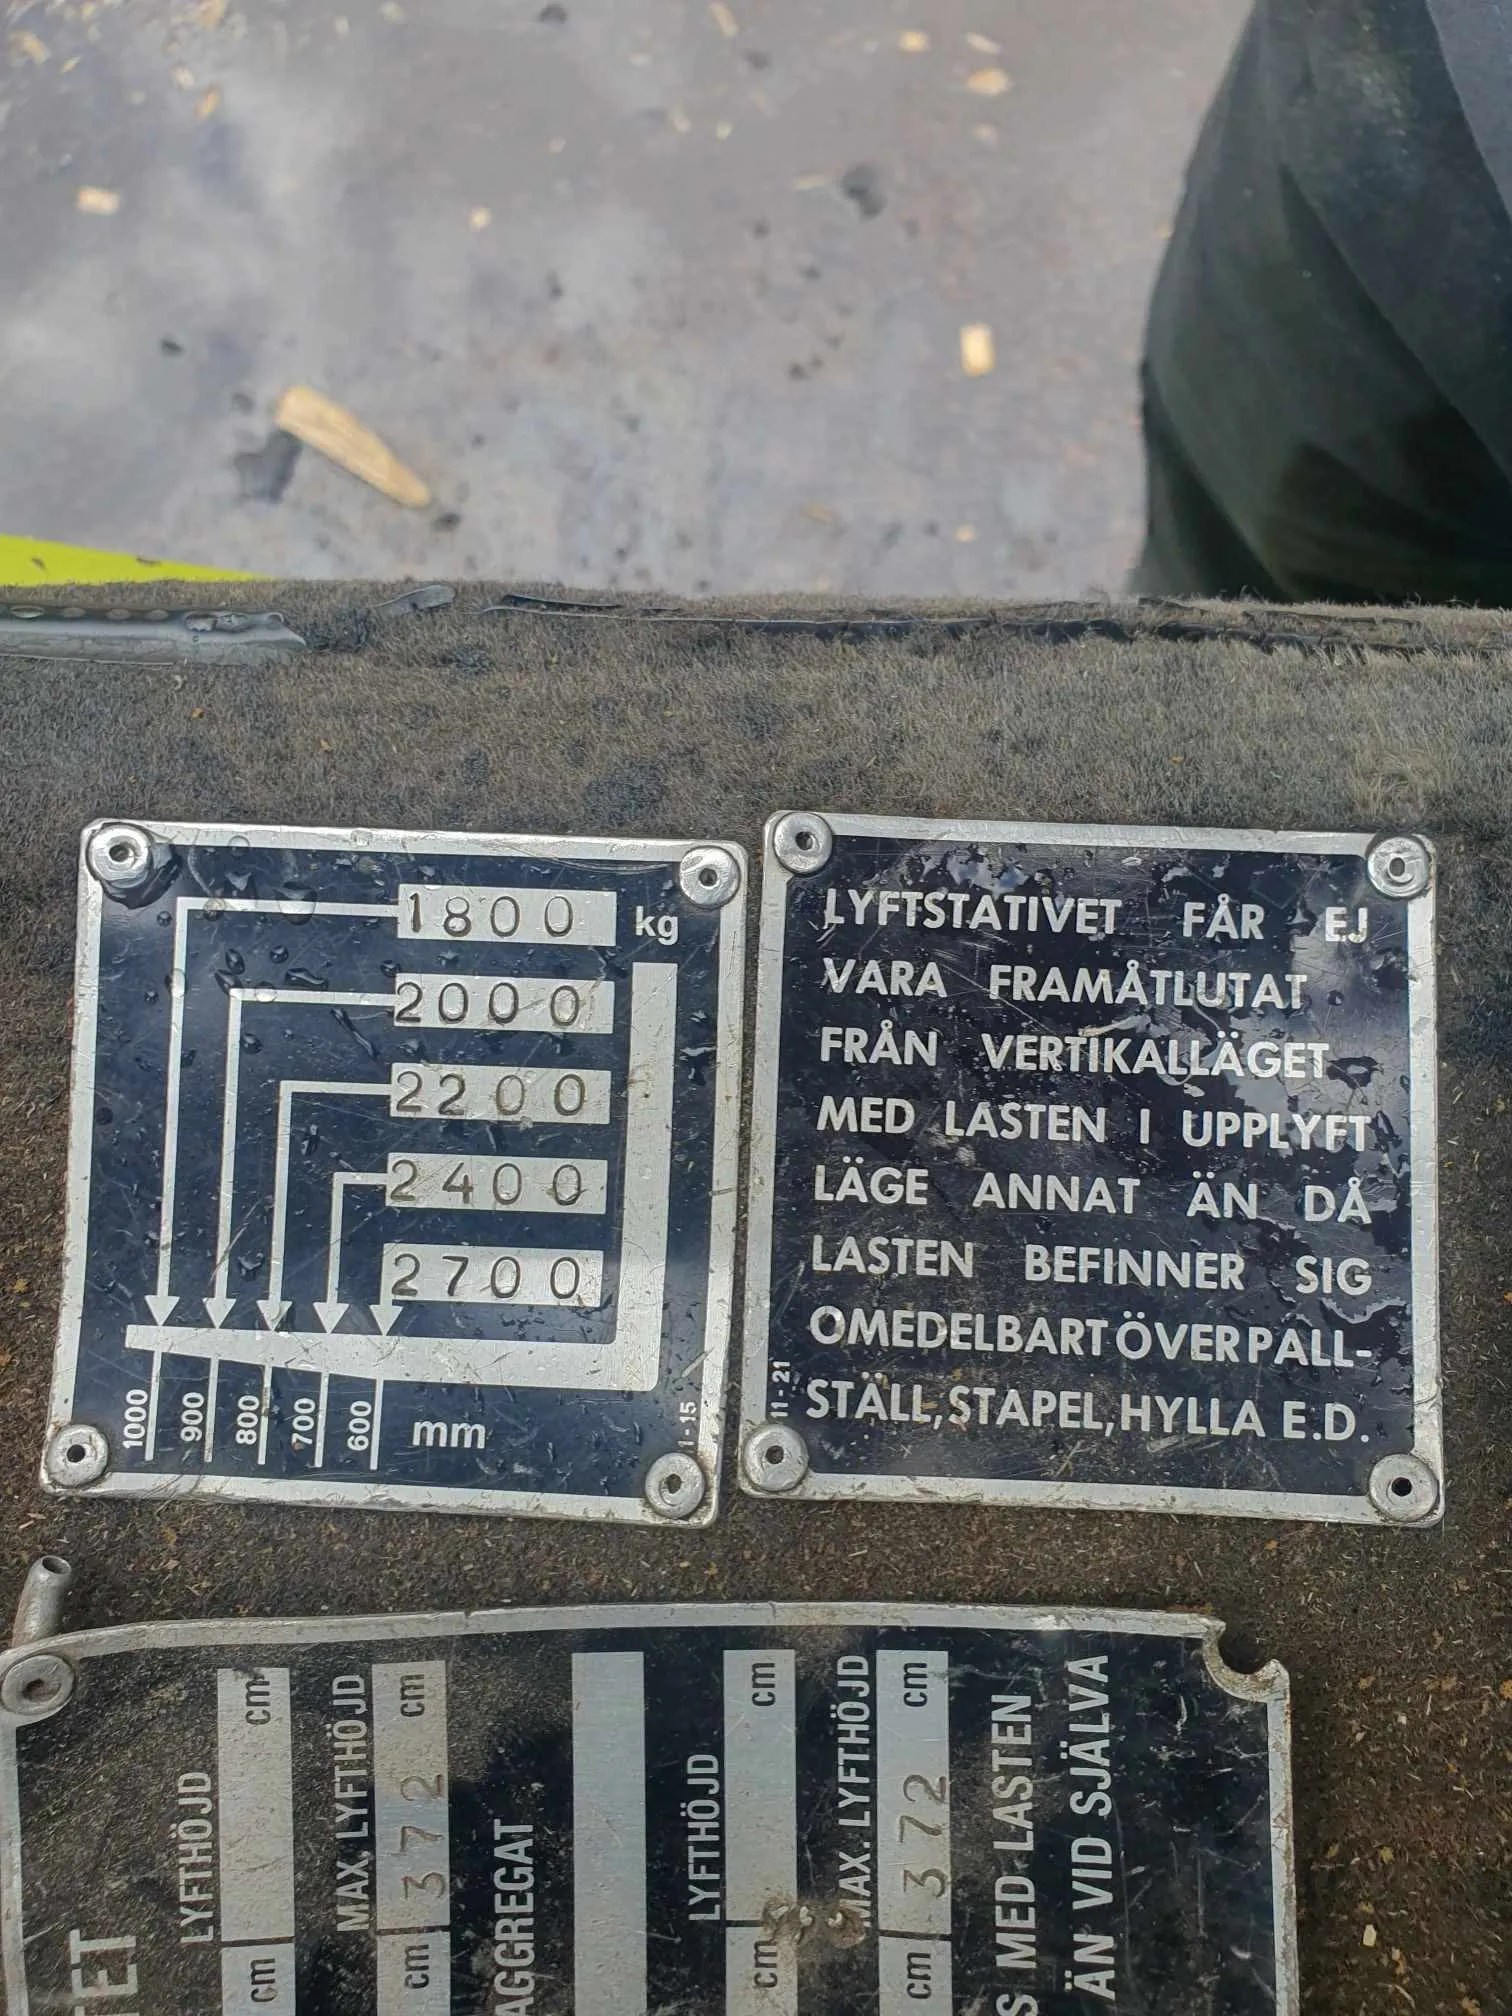 1800 kg
2000
2200
2400
2700
1000
900
800
700
600
mm
1-15
LYFTSTATIVET FÅR EJ
VARA FRAMÅTLUTAT
FRÅN VERTIKALLÄGET
MED LASTEN I UPPLYFT
LÄGE ANNAT ÄN DÅ
LASTEN BEFINNER SIG
OMEDELBART ÖVER PALL-
STÄLL, STAPEL, HYLLA E.D.
11-21
LYFTHÖJD
cm
cm
MAX. LYFTHÖJD
372 cm
cm
AGGREGAT
LYFTHÖJD
cm
cm
MAX. LYFTHÖJD
372 cm
cm
MED LASTEN
ÄN VID SJÄLVA